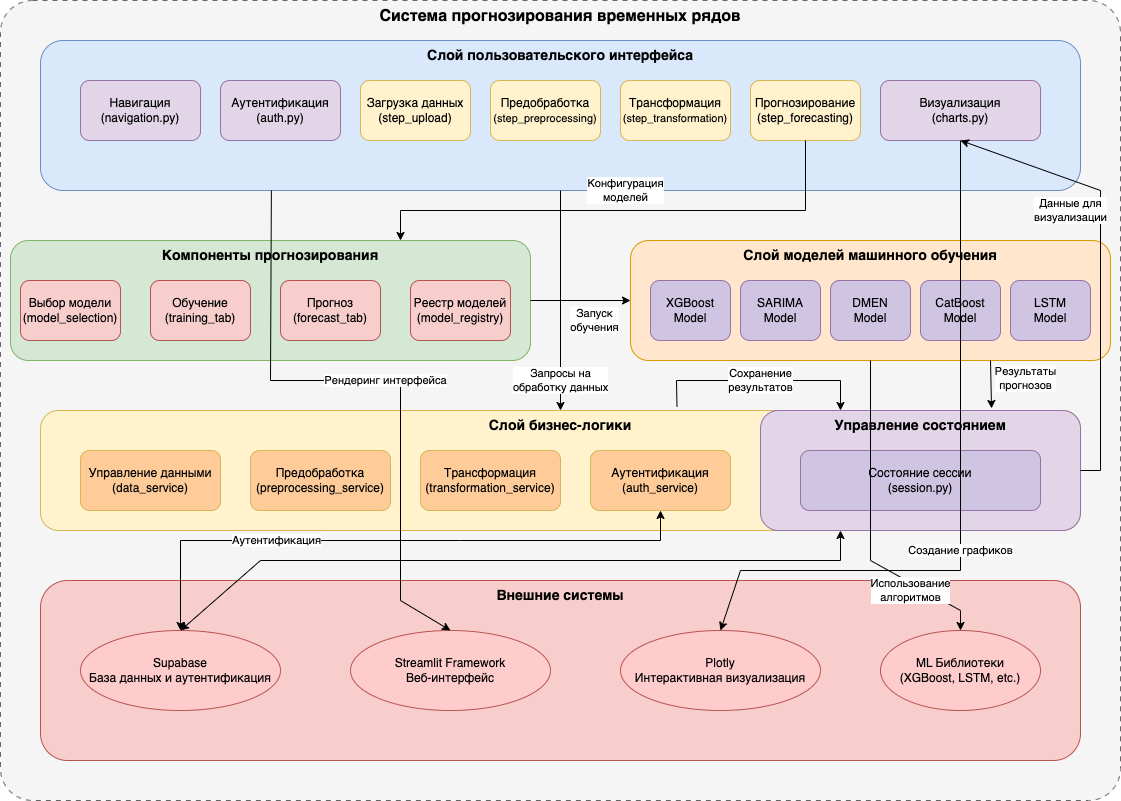 Система прогнозирования временных рядов
Слой пользовательского интерфейса
Навигация
(navigation.py)
Аутентификация
(auth.py)
Загрузка данных
(step_upload)
Предобработка
(step_preprocessing)
Трансформация
(step_transformation)
Прогнозирование
(step_forecasting)
Визуализация
(charts.py)
Конфигурация
моделей
Данные для
визуализации
Компоненты прогнозирования
Выбор модели
(model_selection)
Обучение
(training_tab)
Прогноз
(forecast_tab)
Реестр моделей
(model_registry)
Запуск
обучения
Слой моделей машинного обучения
XGBoost
Model
SARIMA
Model
DMEN
Model
CatBoost
Model
LSTM
Model
Рендеринг интерфейса
Запросы на
обработку данных
Сохранение
результатов
Результаты
прогнозов
Слой бизнес-логики
Управление данными
(data_service)
Предобработка
(preprocessing_service)
Трансформация
(transformation_service)
Аутентификация
(auth_service)
Управление состоянием
Состояние сессии
(session.py)
Аутентификация
Создание графиков
Использование
алгоритмов
Внешние системы
Supabase
База данных и аутентификация
Streamlit Framework
Веб-интерфейс
Plotly
Интерактивная визуализация
ML Библиотеки
(XGBoost, LSTM, etc.)